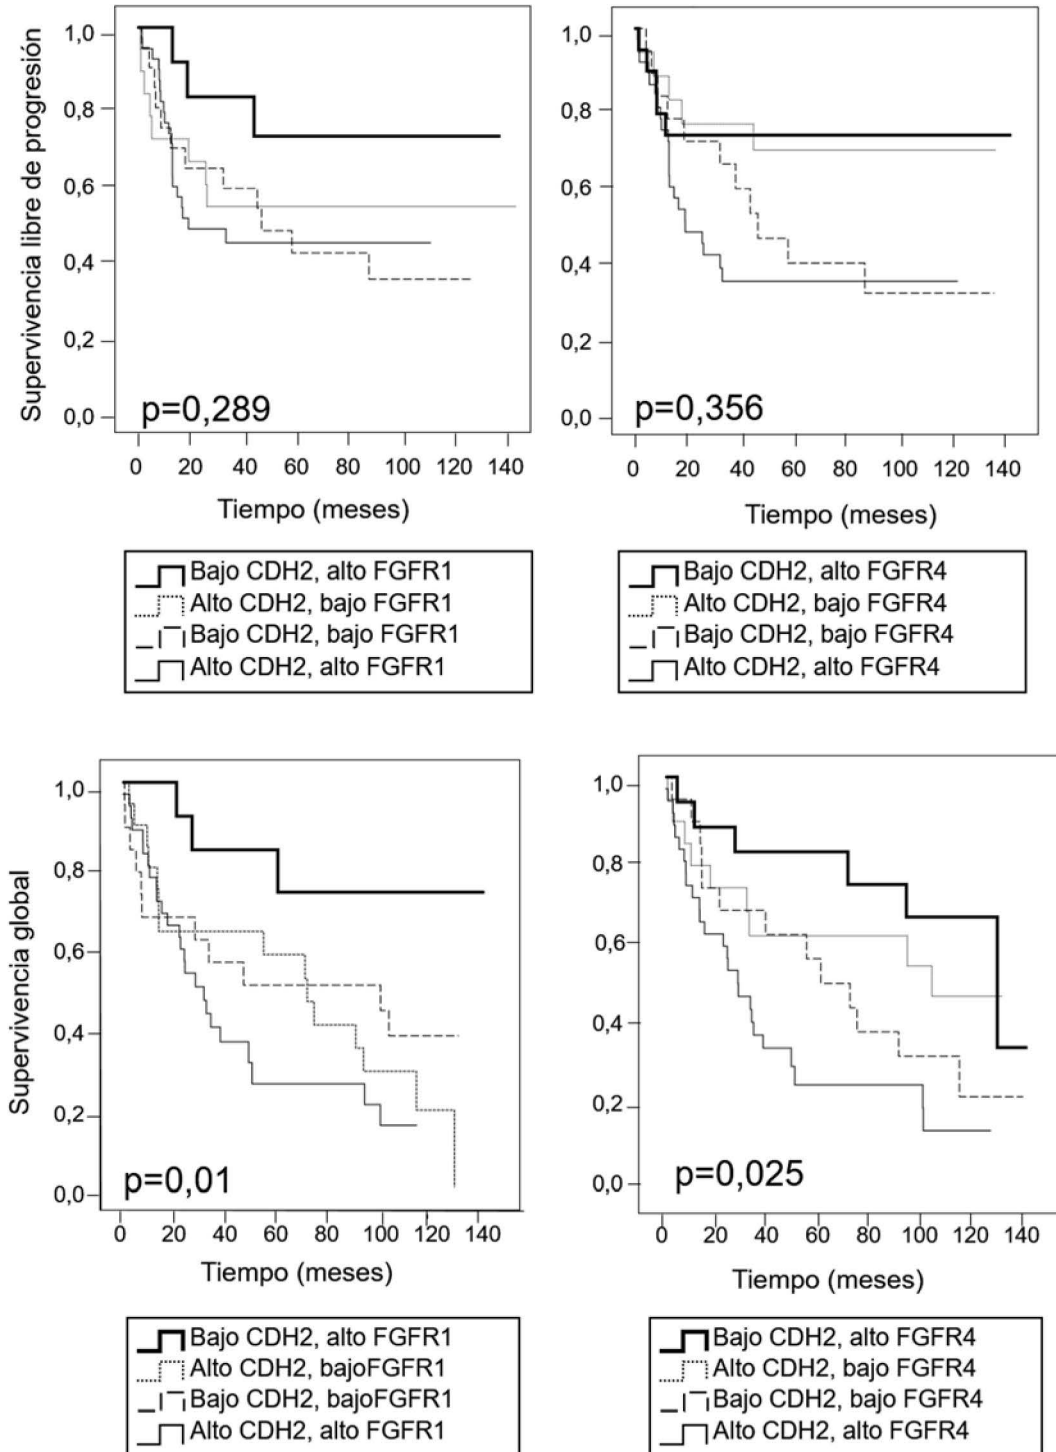 Supervivencia libre de progresión
1,0
0,8
0,6
0,4
0,2
0,0
p=0,289
0 20 40 60 80 100 120 140
Tiempo (meses)
Bajo CDH2, alto FGFR1
Alto CDH2, bajo FGFR1
Bajo CDH2, bajo FGFR1
Alto CDH2, alto FGFR1
1,0
0,8
0,6
0,4
0,2
0,0
p=0,356
0 20 40 60 80 100 120 140
Tiempo (meses)
Bajo CDH2, alto FGFR4
Alto CDH2, bajo FGFR4
Bajo CDH2, bajo FGFR4
Alto CDH2, alto FGFR4
Supervivencia global
1,0
0,8
0,6
0,4
0,2
0,0
p=0,01
0 20 40 60 80 100 120 140
Tiempo (meses)
Bajo CDH2, alto FGFR1
Alto CDH2, bajoFGFR1
Bajo CDH2, bajoFGFR1
Alto CDH2, alto FGFR1
1,0
0,8
0,6
0,4
0,2
0,0
p=0,025
0 20 40 60 80 100 120 140
Tiempo (meses)
Bajo CDH2, alto FGFR4
Alto CDH2, bajo FGFR4
Bajo CDH2, bajo FGFR4
Alto CDH2, alto FGFR4